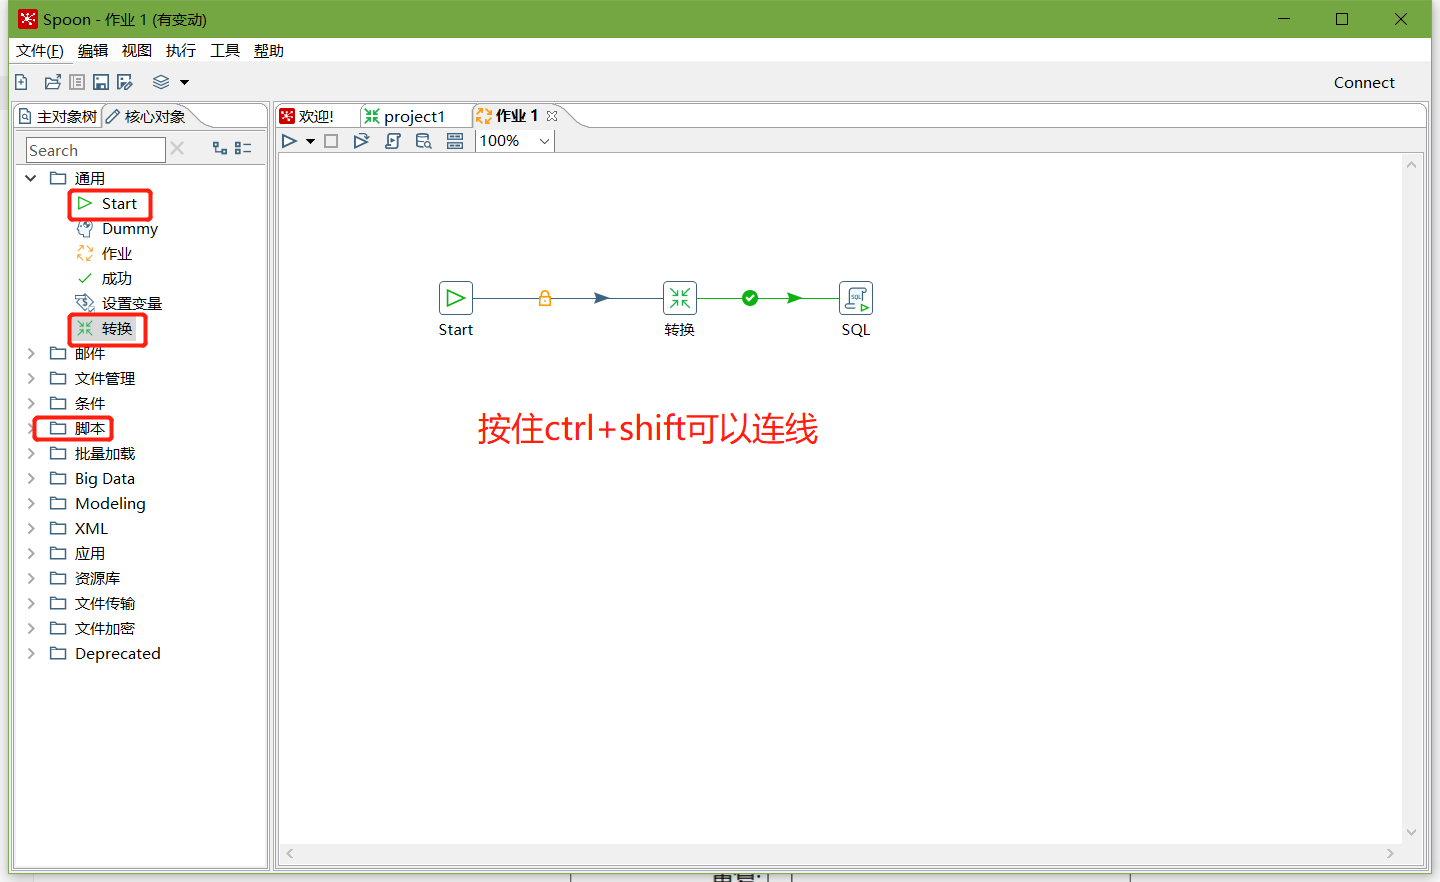 Spoon - 作业 1 (有变动)
文件(F) 编辑 视图 执行 工具 帮助
Connect
主对象树 核心对象
欢迎! project1 作业 1
Search
100%
通用
Start
Dummy
作业
成功
设置变量
转换
邮件
文件管理
条件
脚本
批量加载
Big Data
Modeling
XML
应用
资源库
文件传输
文件加密
Deprecated
Start 转换 SQL
按住ctrl+shift可以连线